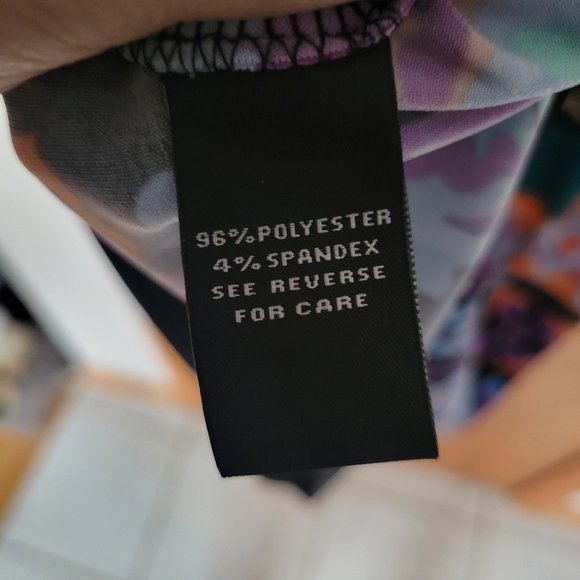 96% POLYESTER
4% SPANDEX
SEE REVERSE
FOR CARE